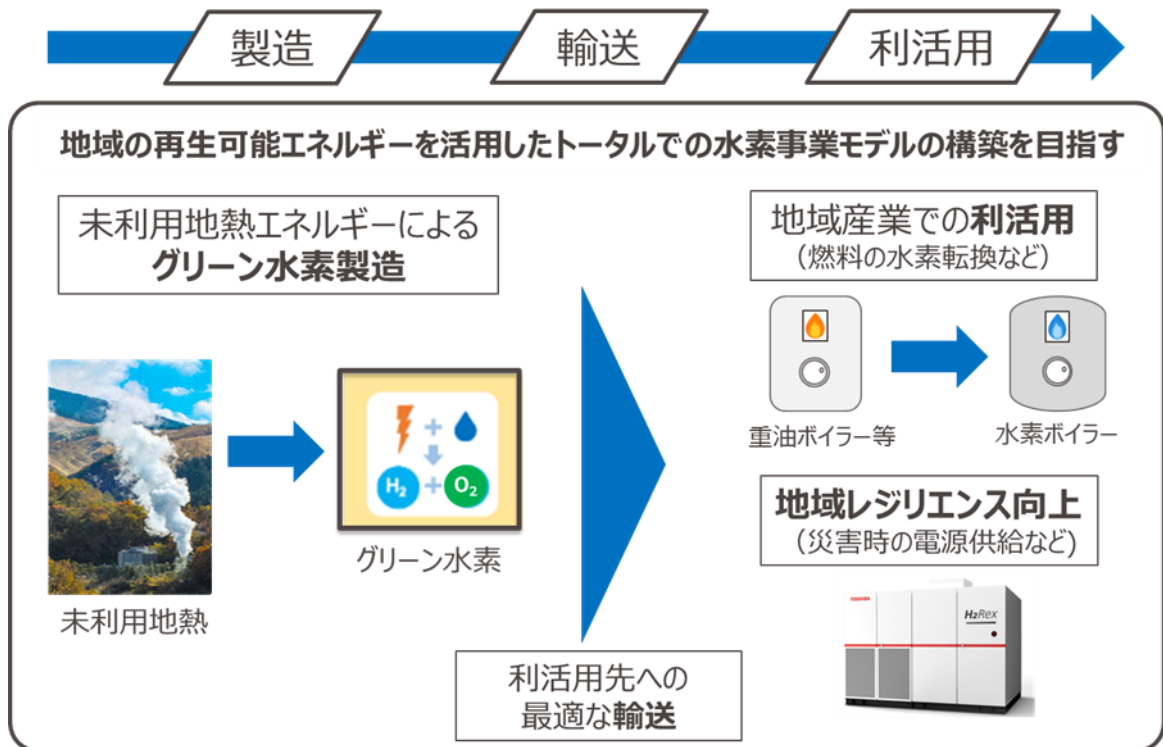 製造
輸送
利活用
地域の再生可能エネルギーを活用したトータルでの水素事業モデルの構築を目指す
未利用地熱エネルギーによる
グリーン水素製造
未利用地熱
H₂
O₂
グリーン水素
利活用先への
最適な輸送
地域産業での利活用
（燃料の水素転換など）
重油ボイラー等
水素ボイラー
地域レジリエンス向上
（災害時の電源供給など）
TOSHIBA
H₂Rex